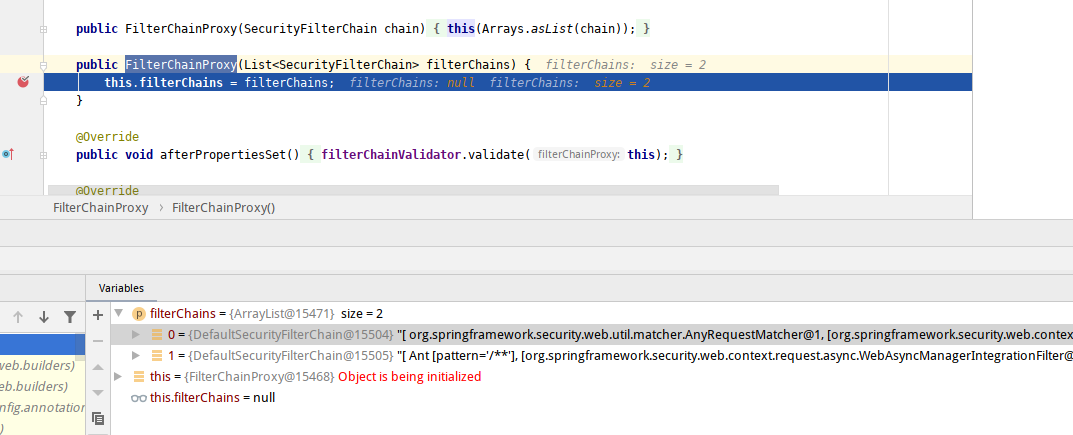 public FilterChainProxy(SecurityFilterChain chain) { this(Arrays.asList(chain)); }
public FilterChainProxy(List<SecurityFilterChain> filterChains) { filterChains: size = 2
this.filterChains = filterChains; filterChains: null filterChains: size = 2
}
@Override
public void afterPropertiesSet() { filterChainValidator.validate( filterChainProxy: this); }
@Override
FilterChainProxy › FilterChainProxy()
Variables
filterChains = {ArrayList@15471} size = 2
0 = {DefaultSecurityFilterChain@15504} "[ org.springframework.security.web.util.matcher.AnyRequestMatcher@1, [org.springframework.security.web.contex
1 = {DefaultSecurityFilterChain@15505} "[ Ant [pattern='/**'], [org.springframework.security.web.context.request.async.WebAsyncManagerIntegrationFilter@
this = {FilterChainProxy@15468} Object is being initialized
this.filterChains = null
web.builders)
eb.builders)
nfig.annotation
)